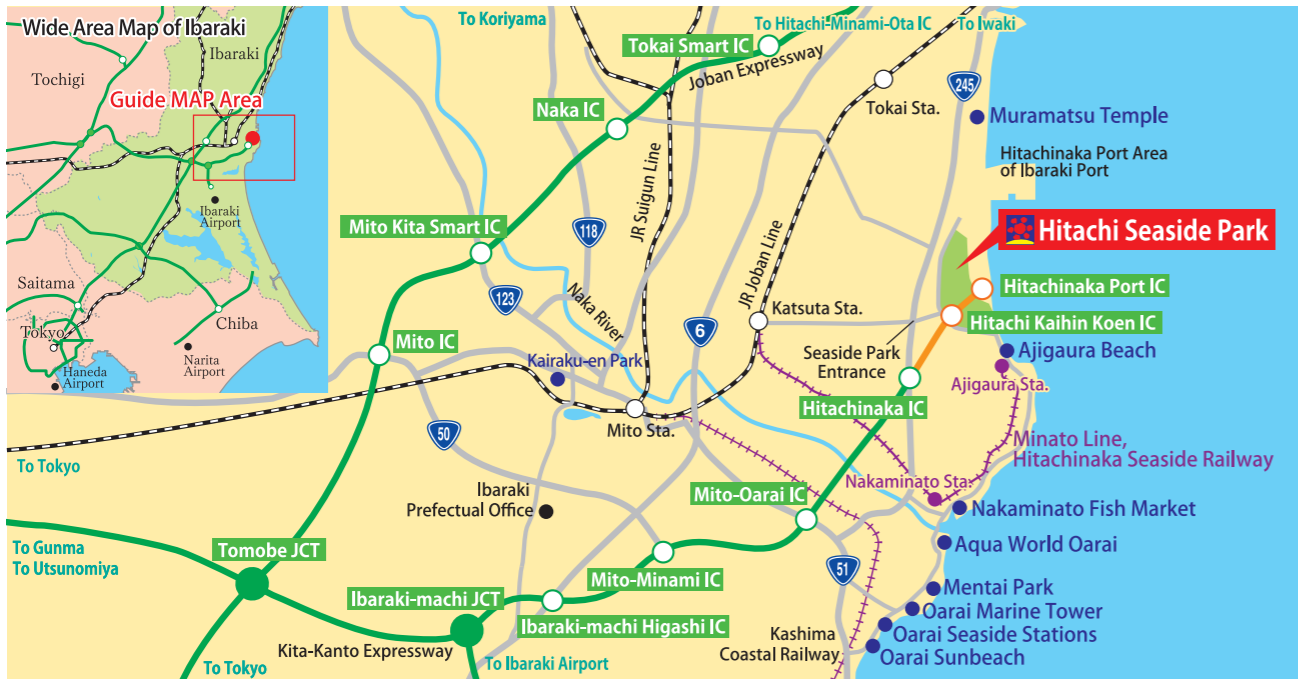 Wide Area Map of Ibaraki
Ibaraki
Tochigi
Guide MAP Area
Ibaraki
Airport
Saitama
Chiba
Tokyo
Narita
Airport
Haneda
Airport
To Koriyama
To Hitachi-Minami-Ota IC
To Iwaki
Tokai Smart IC
Joban Expressway
245
Tokai Sta.
Naka IC
Muramatsu Temple
Hitachinaka Port Area
of Ibaraki Port
JR Suigun Line
Mito Kita Smart IC
118
Hitachi Seaside Park
JR Joban Line
Hitachinaka Port IC
123
Naka River
Katsuta Sta.
6
Hitachi Kaihin Koen IC
Mito IC
Kairaku-en Park
Seaside Park
Entrance
Ajigaura Beach
Ajigaura Sta.
Hitachinaka IC
Mito Sta.
50
To Tokyo
Minato Line,
Hitachinaka Seaside Railway
Nakaminato Sta.
Ibaraki
Prefectual Office
Mito-Oarai IC
Nakaminato Fish Market
To Gunma
To Utsunomiya
Tomobe JCT
Aqua World Oarai
Mito-Minami IC
51
Mentai Park
Ibaraki-machi JCT
Oarai Marine Tower
Ibaraki-machi Higashi IC
Oarai Seaside Stations
Kashima
Coastal Railway
Oarai Sunbeach
Kita-Kanto Expressway
To Tokyo
To Ibaraki Airport